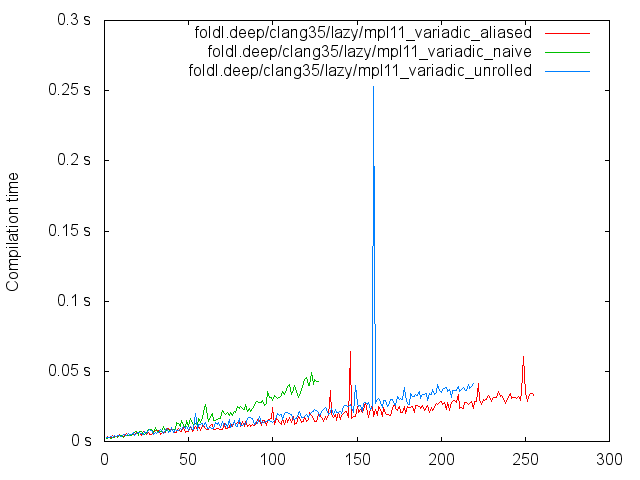 0.3 s
foldl.deep/clang35/lazy/mpl11_variadic_aliased
foldl.deep/clang35/lazy/mpl11_variadic_naive
foldl.deep/clang35/lazy/mpl11_variadic_unrolled
0.25 s
0.2 s
0.15 s
0.1 s
0.05 s
0 s
Compilation time
0 50 100 150 200 250 300